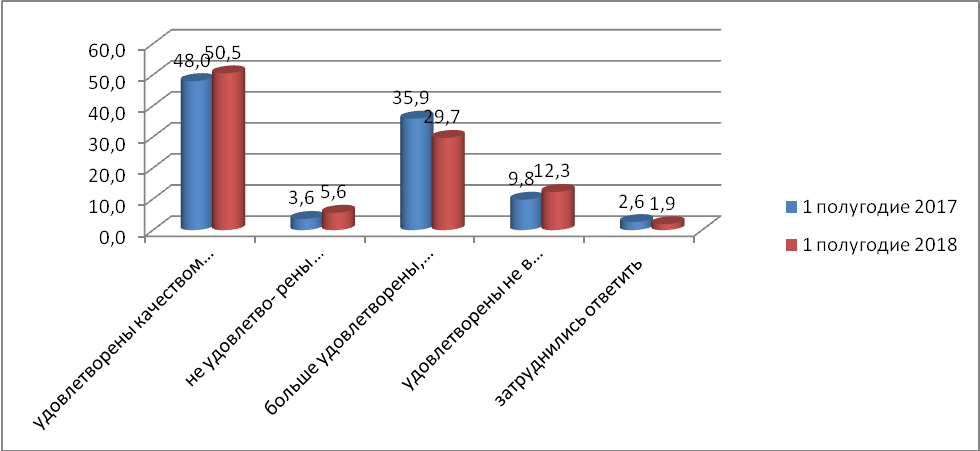 60,0
50,0
40,0
30,0
20,0
10,0
0,0
48,0
50,5
3,6
5,6
35,9
29,7
9,8
12,3
2,6
1,9
удовлетворены качеством...
не удовлетво- рены...
больше удовлетворены,...
удовлетворены не в...
затруднились ответить
1 полугодие 2017
1 полугодие 2018